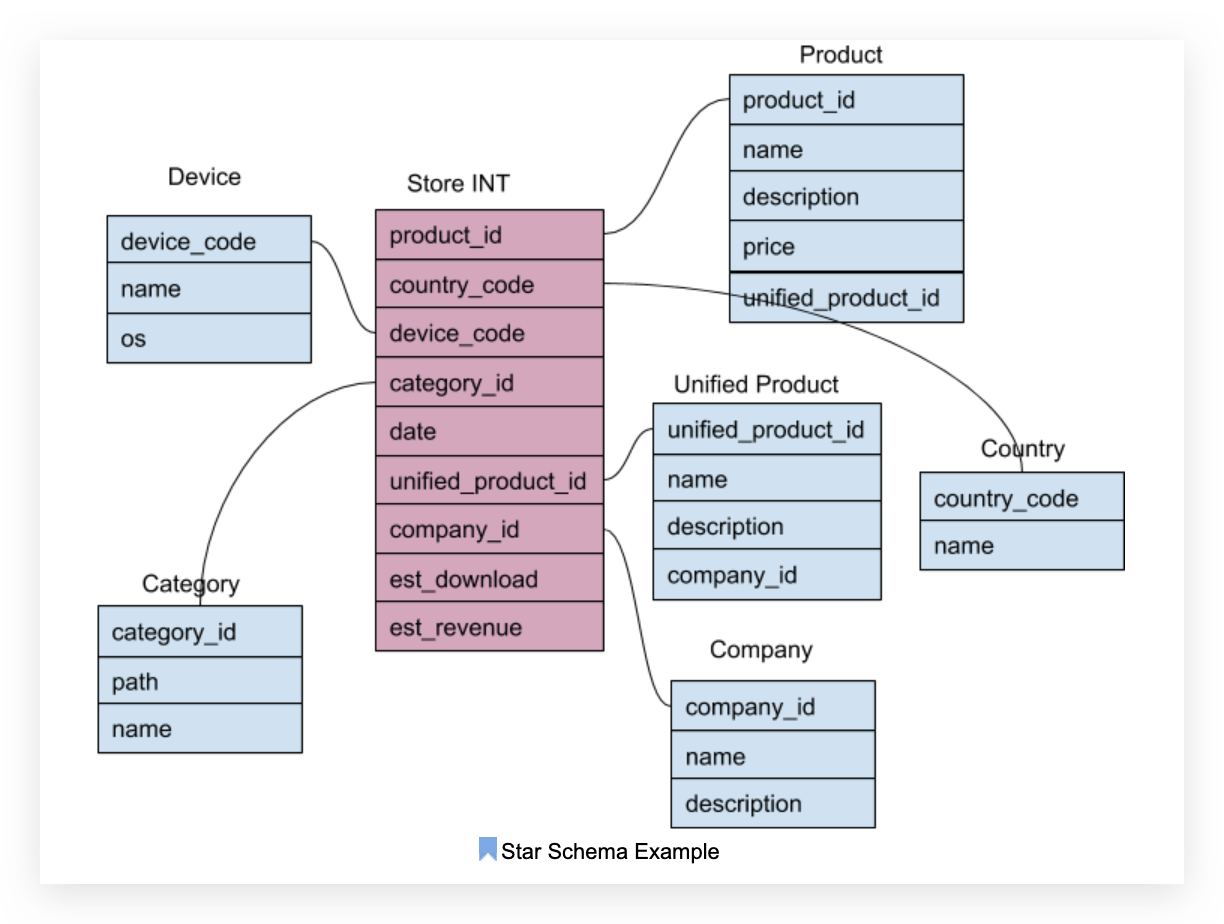 Product
product_id
name
description
price
unified_product_id
Device
device_code
name
os
Store INT
product_id
country_code
device_code
category_id
date
unified_product_id
company_id
est_download
est_revenue
Unified Product
unified_product_id
name
description
company_id
Country
country_code
name
Category
category_id
path
name
Company
company_id
name
description
Star Schema Example